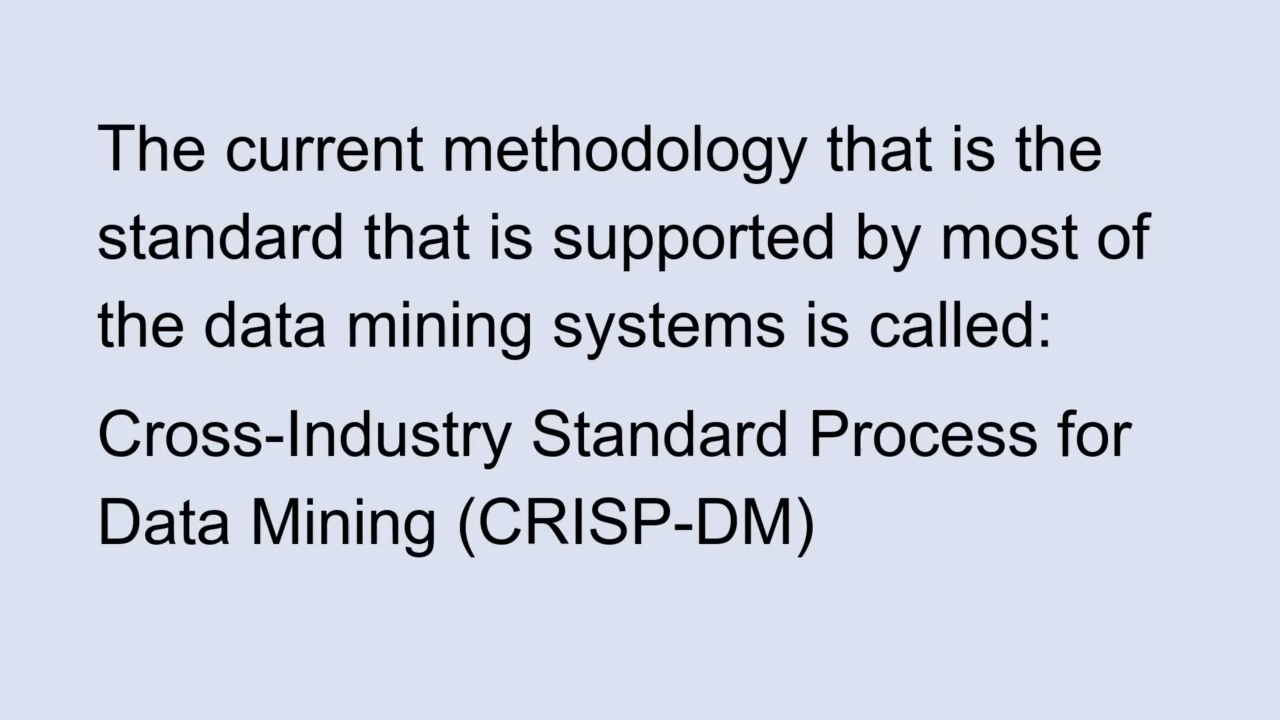 The current methodology that is the
standard that is supported by most of
the data mining systems is called:
Cross-Industry Standard Process for
Data Mining (CRISP-DM)